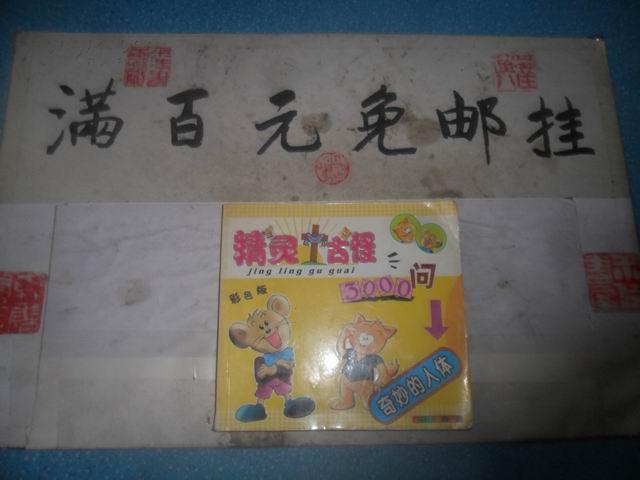 满百元免邮挂
精灵古怪
jing ling gu guai
3000问
彩色版
奇妙的人体